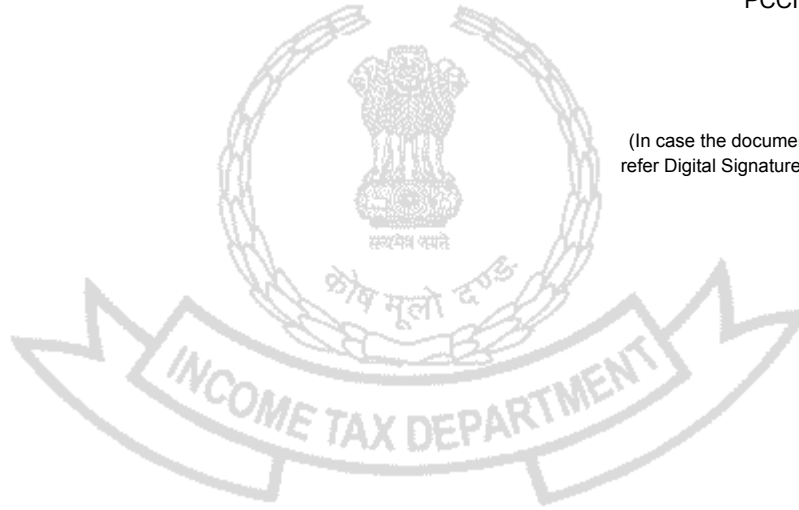 PCCI
(In case the docume
refer Digital Signature
सत्यमेव जयते
कोष मूलो दण्डः
INCOME TAX DEPARTMENT